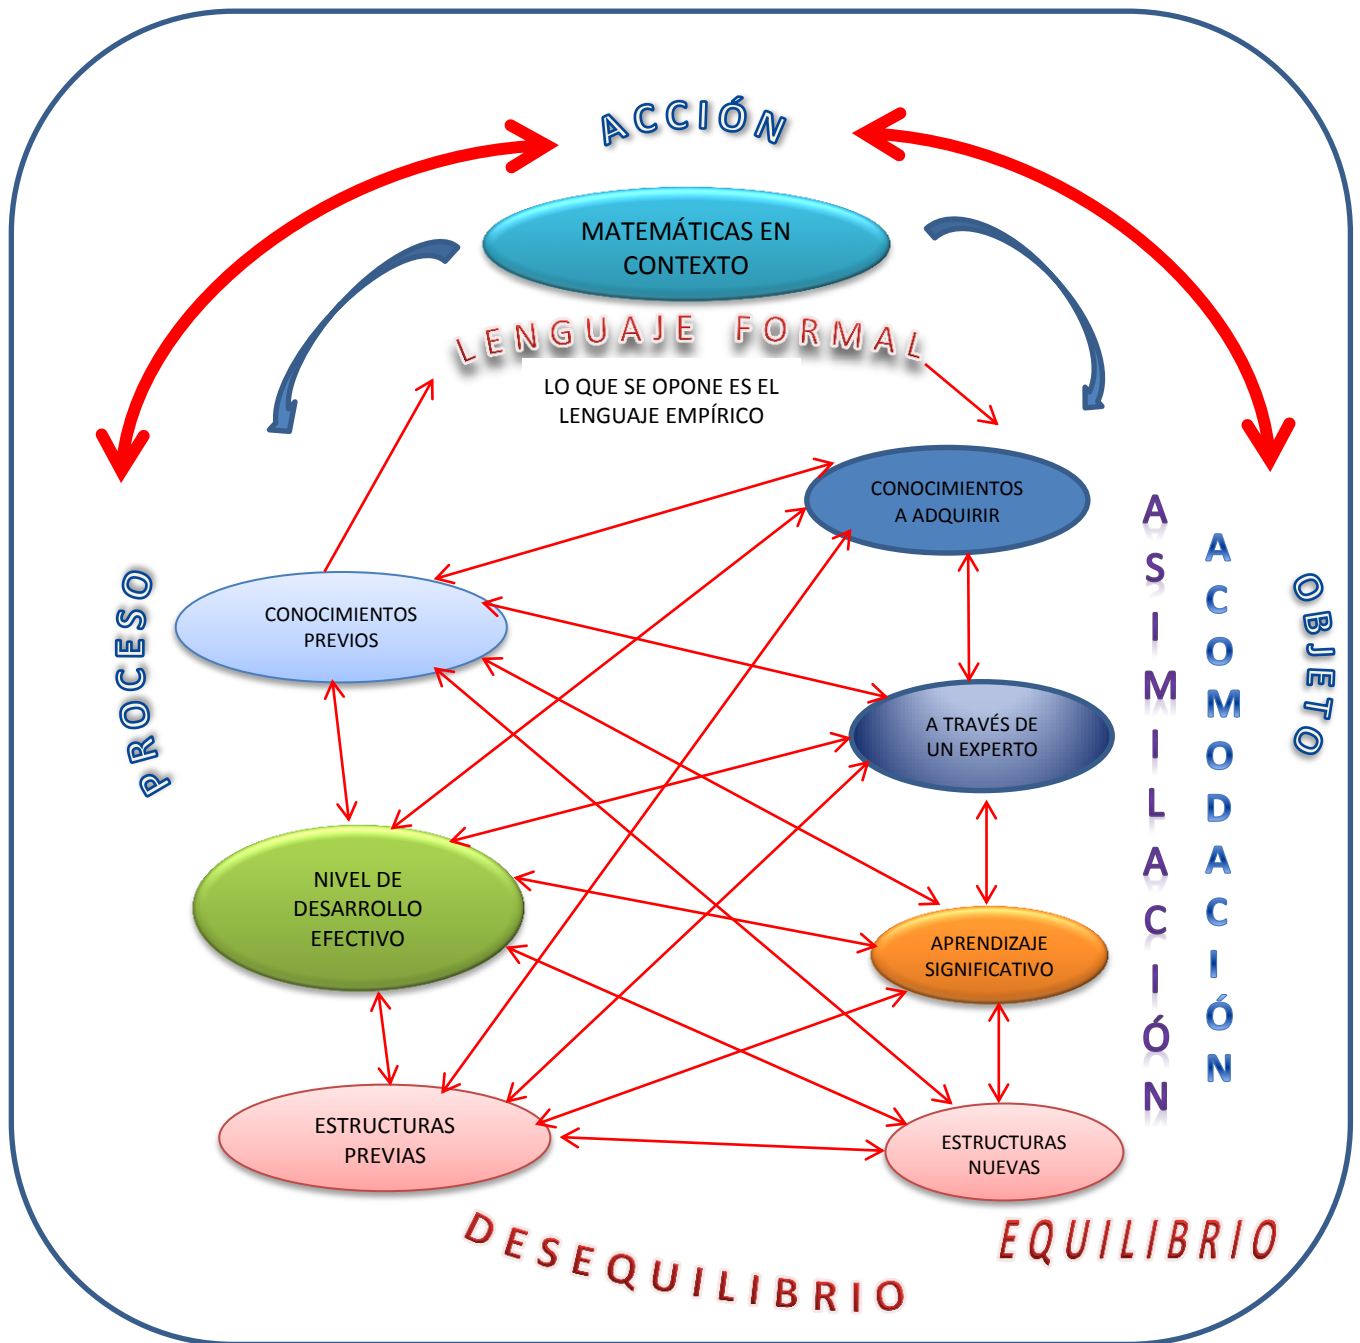 ACCIÓN
MATEMÁTICAS EN
CONTEXTO
LENGUAJE FORMAL
LO QUE SE OPONE ES EL
LENGUAJE EMPÍRICO
CONOCIMIENTOS
A ADQUIRIR
ASIMILACIÓN
ACOMODACIÓN
PROCESO
OBJETO
CONOCIMIENTOS
PREVIOS
A TRAVÉS DE
UN EXPERTO
NIVEL DE
DESARROLLO
EFECTIVO
APRENDIZAJE
SIGNIFICATIVO
ESTRUCTURAS
PREVIAS
ESTRUCTURAS
NUEVAS
DESEQUILIBRIO
EQUILIBRIO